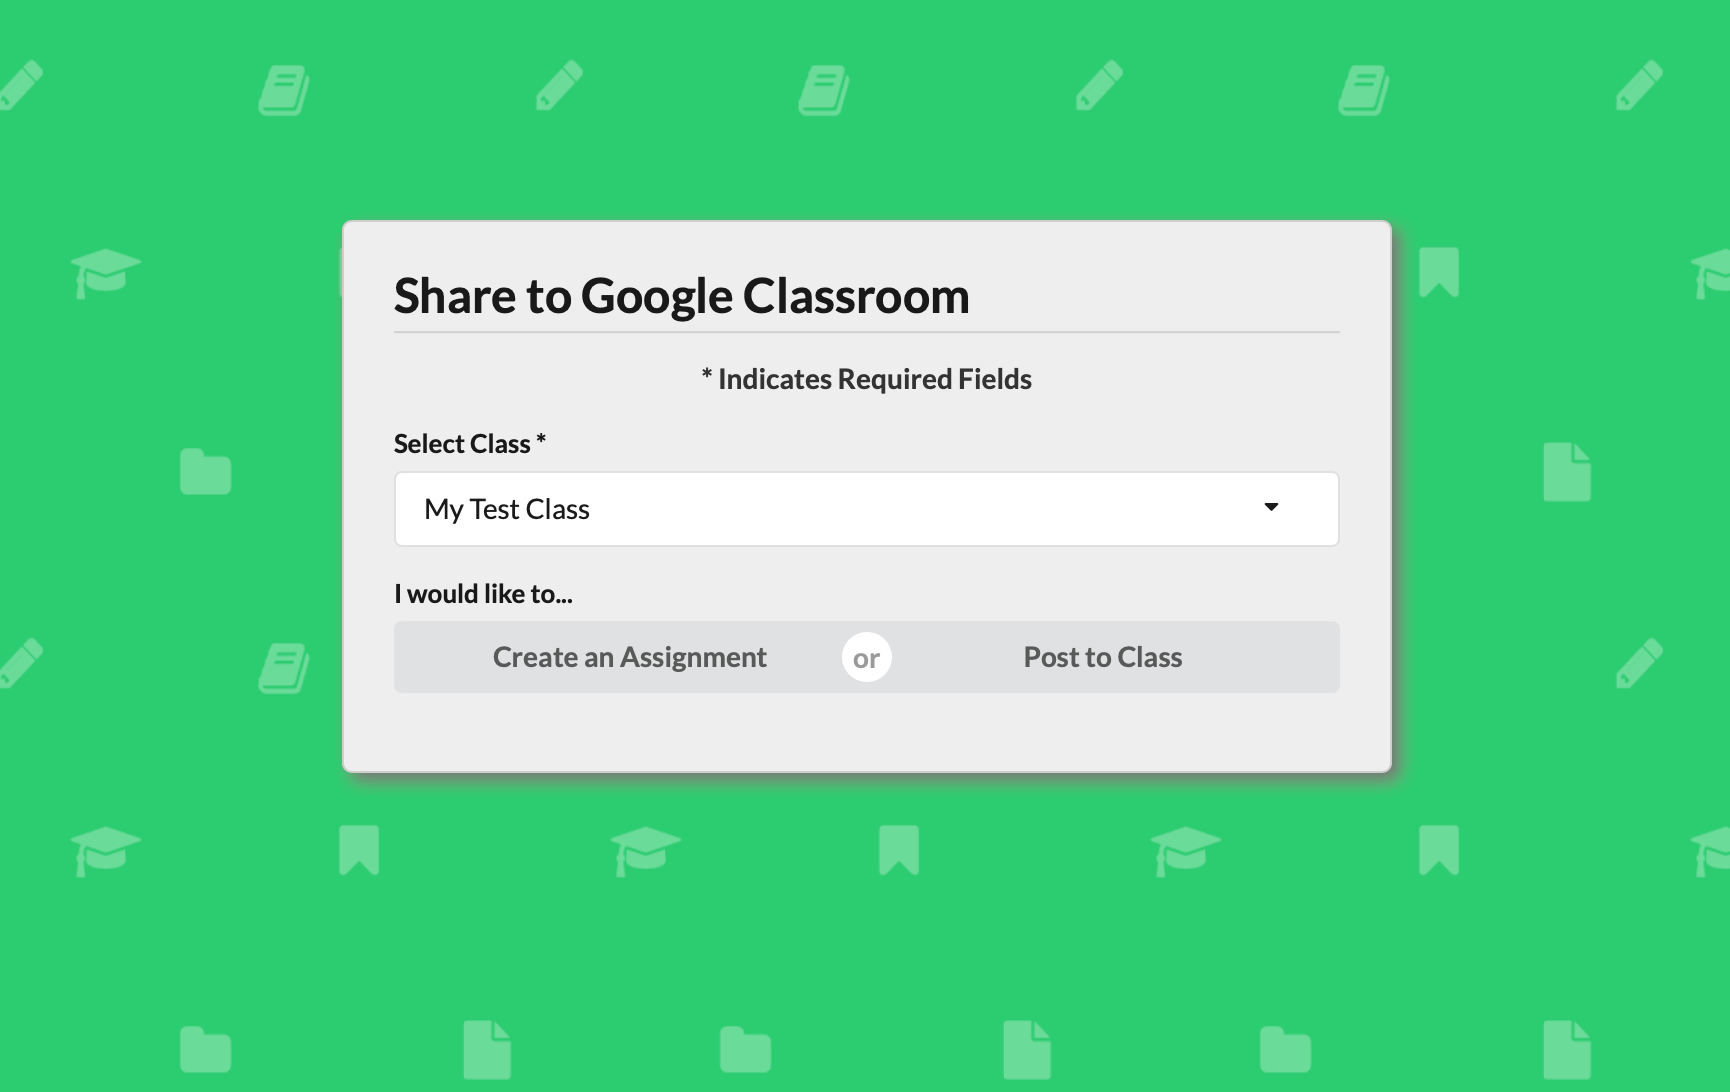 Share to Google Classroom
* Indicates Required Fields
Select Class *
My Test Class
I would like to...
Create an Assignment or Post to Class